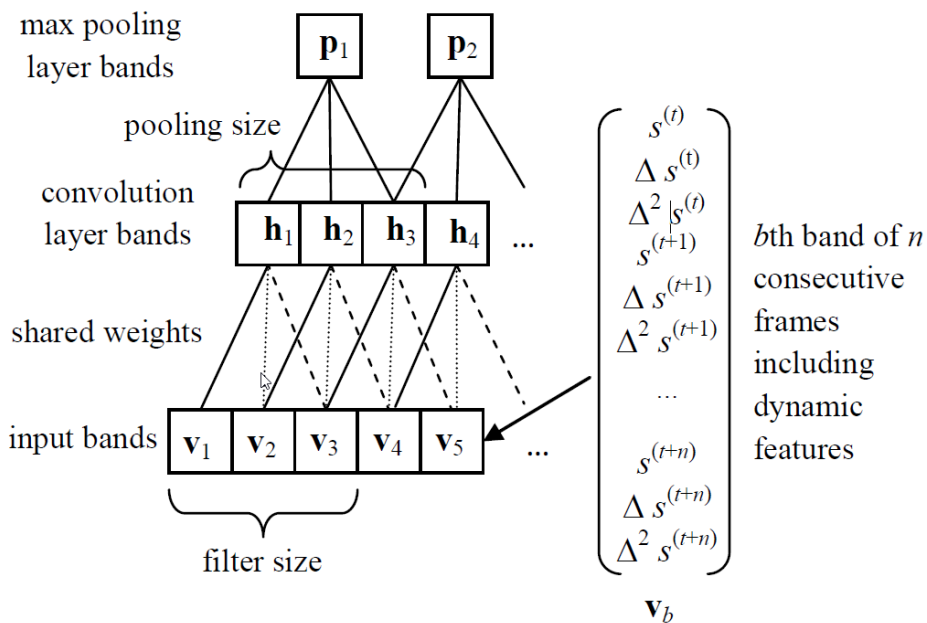 max pooling
layer bands
p₁
p₂
pooling size
convolution
layer bands
h₁ h₂ h₃ h₄ ...
shared weights
input bands
v₁ v₂ v₃ v₄ v₅ ...
filter size
s⁽ᵗ⁾
Δ s⁽ᵗ⁾
Δ² s⁽ᵗ⁾
s⁽ᵗ⁺¹⁾
Δ s⁽ᵗ⁺¹⁾
Δ² s⁽ᵗ⁺¹⁾
...
s⁽ᵗ⁺ⁿ⁾
Δ s⁽ᵗ⁺ⁿ⁾
Δ² s⁽ᵗ⁺ⁿ⁾
v_b
bth band of n
consecutive
frames
including
dynamic
features